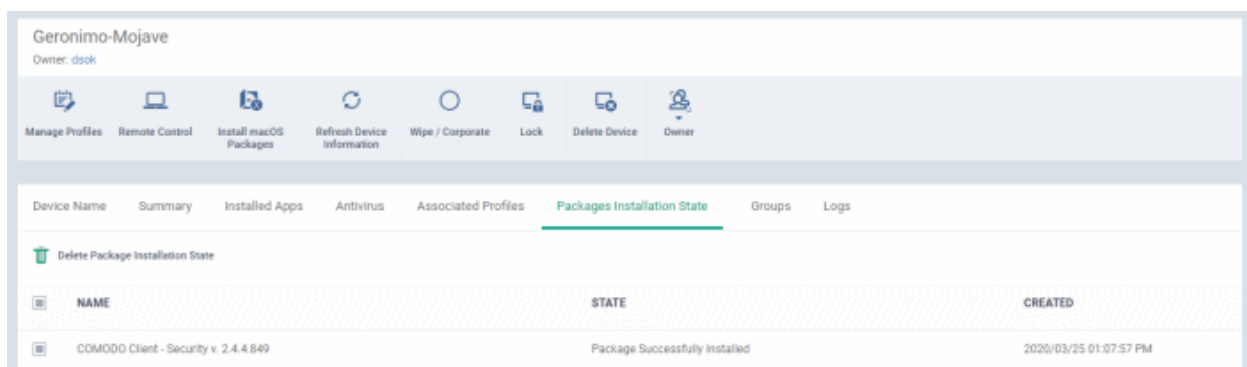 Geronimo-Mojave
Owner: dsok
Manage Profiles
Remote Control
Install macOS
Packages
Refresh Device
Information
Wipe / Corporate
Lock
Delete Device
Owner
Device Name Summary Installed Apps Antivirus Associated Profiles Packages Installation State Groups Logs
Delete Package Installation State
NAME STATE CREATED
COMODO Client - Security v. 2.4.4.849 Package Successfully Installed 2020/03/25 01:07:57 PM